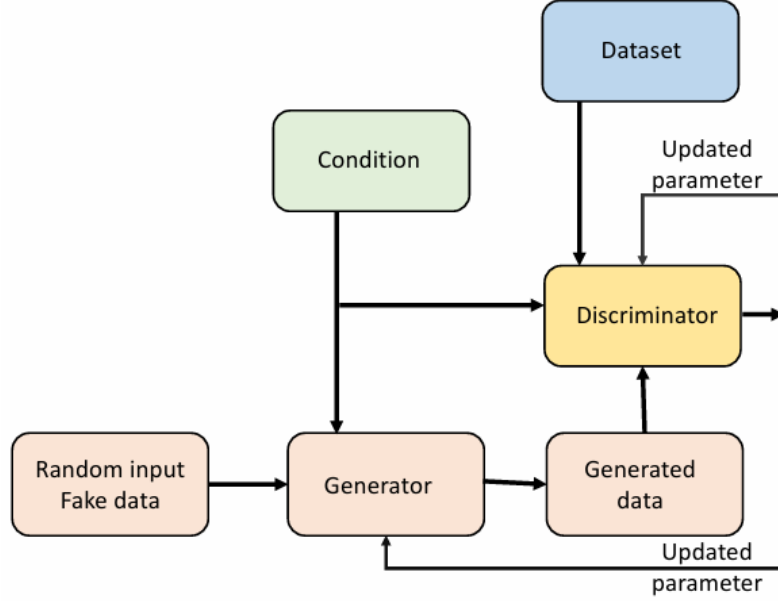 Dataset
Condition
Updated
parameter
Discriminator
Random input
Fake data
Generator
Generated
data
Updated
parameter